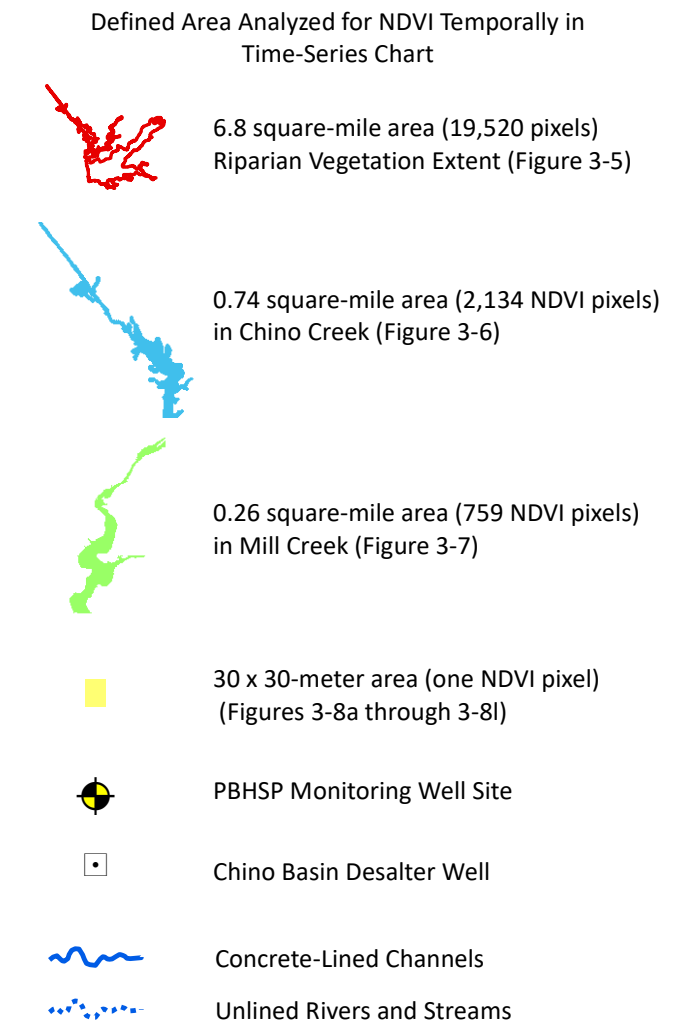 Defined Area Analyzed for NDVI Temporally in
Time-Series Chart
6.8 square-mile area (19,520 pixels)
Riparian Vegetation Extent (Figure 3-5)
0.74 square-mile area (2,134 NDVI pixels)
in Chino Creek (Figure 3-6)
0.26 square-mile area (759 NDVI pixels)
in Mill Creek (Figure 3-7)
30 x 30-meter area (one NDVI pixel)
(Figures 3-8a through 3-8l)
PBHSP Monitoring Well Site
Chino Basin Desalter Well
Concrete-Lined Channels
Unlined Rivers and Streams